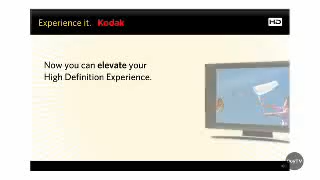 Experience it. Kodak
HD
Now you can elevate your
High Definition Experience.